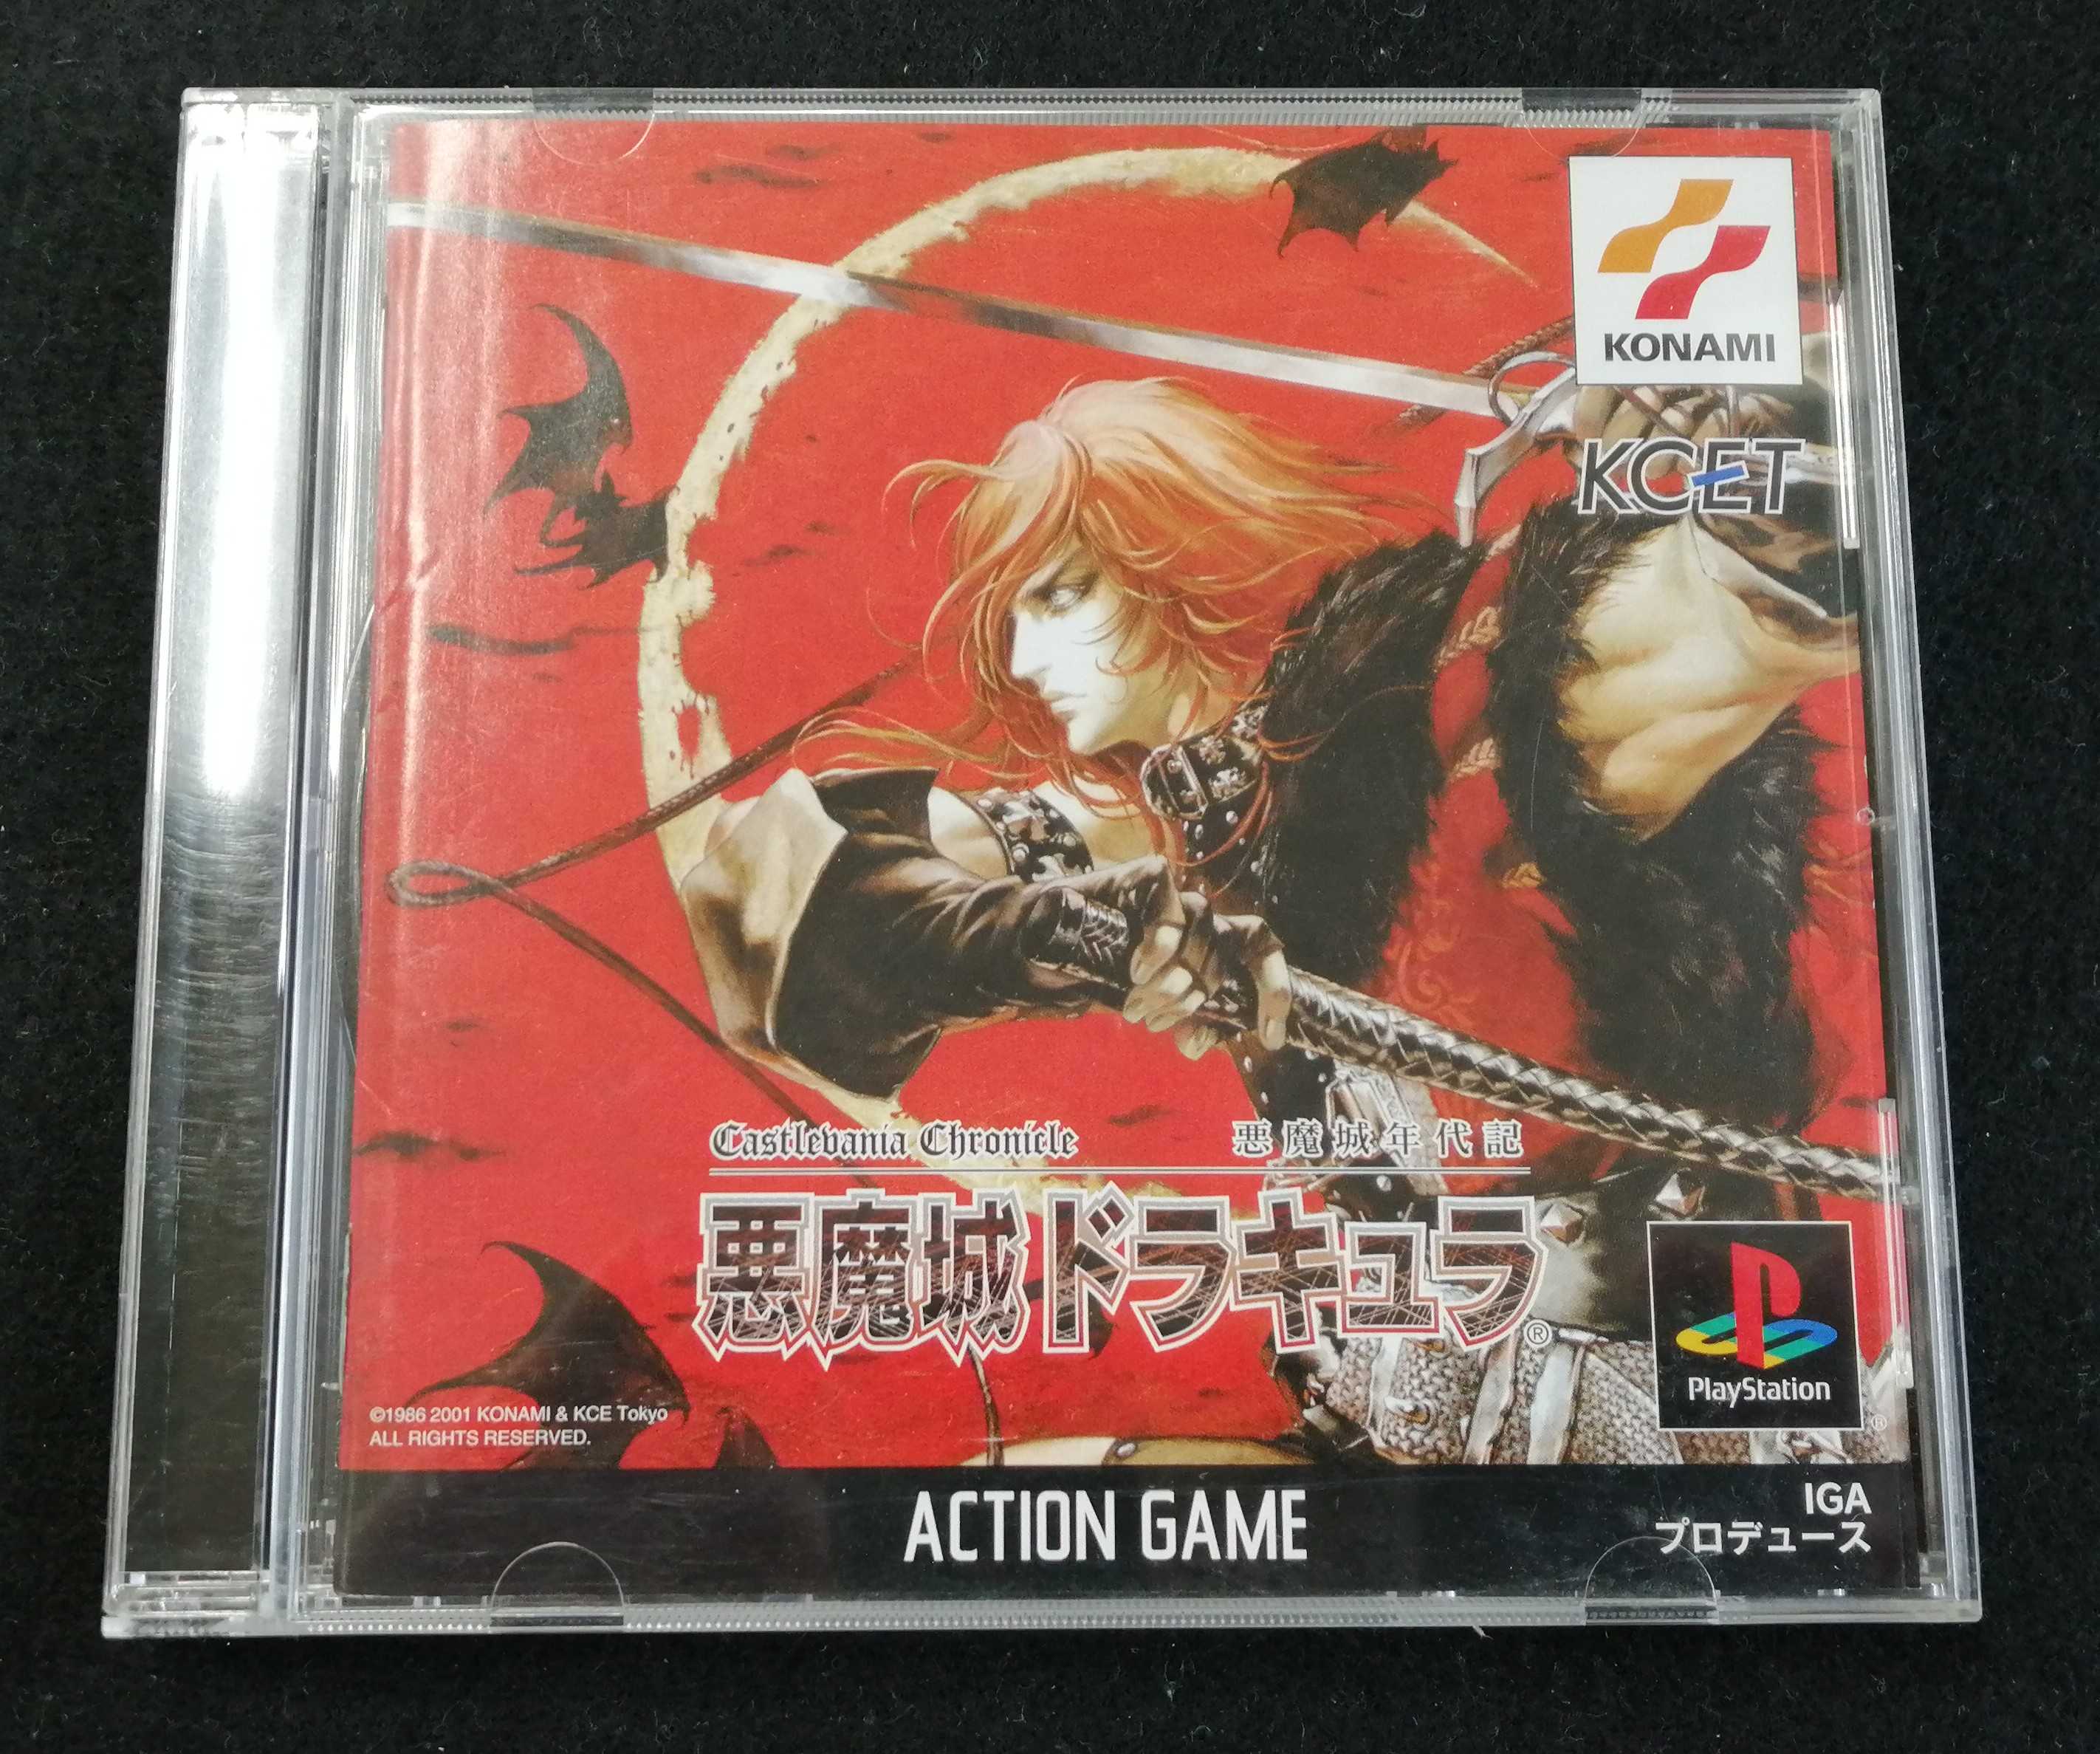 KONAMI
KCET
Castlevania Chronicle 悪魔城年代記
悪魔城ドラキュラ®
PlayStation
®
©1986 2001 KONAMI & KCE Tokyo
ALL RIGHTS RESERVED.
ACTION GAME
IGA
プロデュース